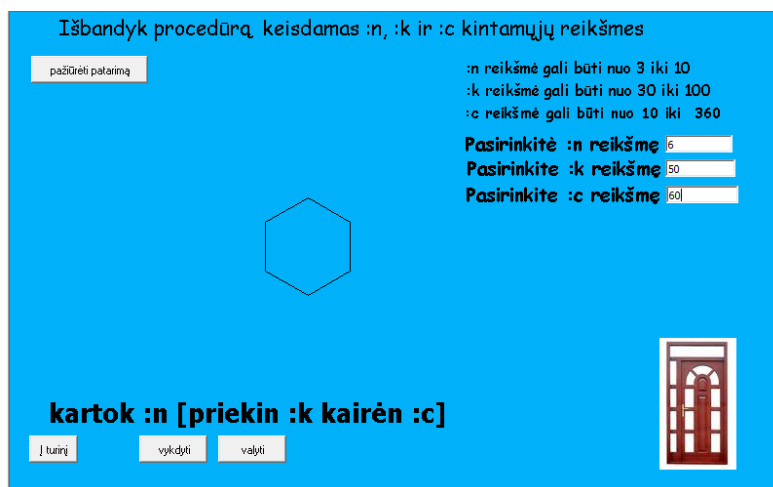 Išbandyk procedūrą keisdamas :n, :k ir :c kintamųjų reikšmes
pažiūrėti patarimą
:n reikšmė gali būti nuo 3 iki 10
:k reikšmė gali būti nuo 30 iki 100
:c reikšmė gali būti nuo 10 iki 360
Pasirinkitė :n reikšmę 6
Pasirinkite :k reikšmę 50
Pasirinkite :c reikšmę 60
kartok :n [priekin :k kairėn :c]
Į turinį
vykdyti
valyti